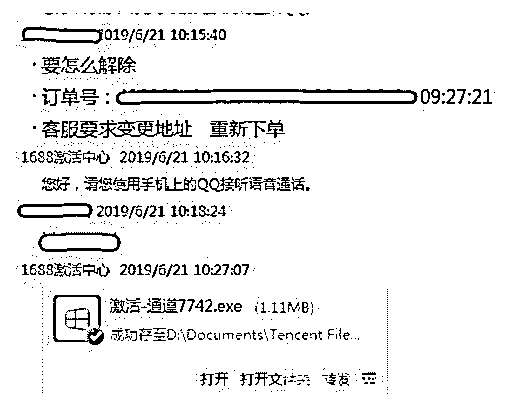 2019/6/21 10:15:40
·要怎么解除
·订单号： 09:27:21
·客服要求变更地址 重新下单
1688激活中心 2019/6/21 10:16:32
您好，请您使用手机上的QQ接听语音通话。
2019/6/21 10:18:24
1688激活中心 2019/6/21 10:27:07
激活-通道7742.exe (1.11MB)
成功存至D:\Documents\Tencent File...
打开 打开文件夹 转发